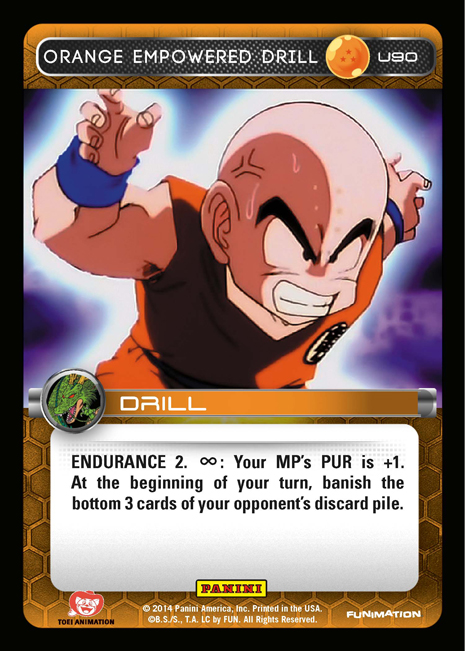 ORANGE EMPOWERED DRILL U90
DRILL
ENDURANCE 2. ∞: Your MP's PUR is +1.
At the beginning of your turn, banish the
bottom 3 cards of your opponent's discard pile.
PANINI
TOEI ANIMATION
© 2014 Panini America, Inc. Printed in the USA.
©B.S./S., T.A. LC by FUN. All Rights Reserved.
FUNIMATION